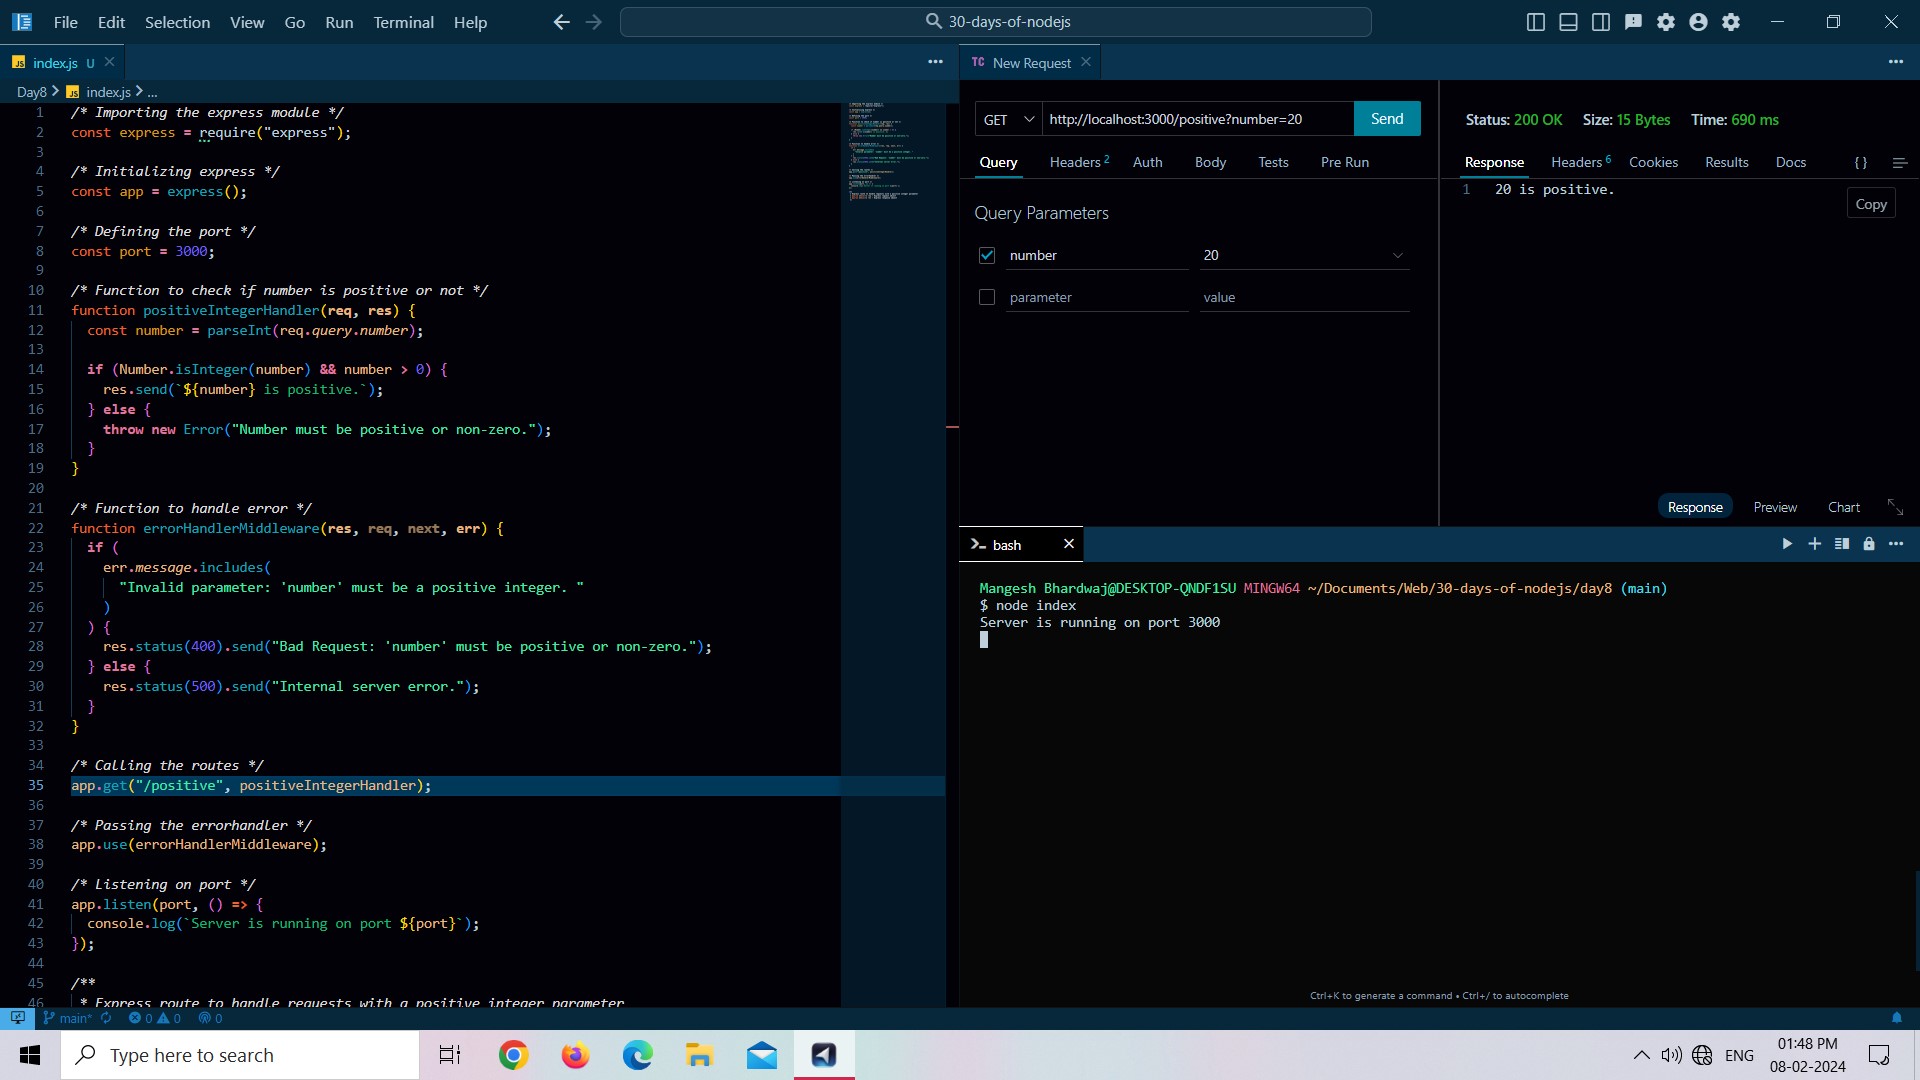 File Edit Selection View Go Run Terminal Help
30-days-of-nodejs
JS index.js U
Day8 > JS index.js > ...
1 /* Importing the express module */
2 const express = require("express");
3
4 /* Initializing express */
5 const app = express();
6
7 /* Defining the port */
8 const port = 3000;
9
10 /* Function to check if number is positive or not */
11 function positiveIntegerHandler(req, res) {
12 const number = parseInt(req.query.number);
13
14 if (Number.isInteger(number) && number > 0) {
15 res.send(`${number} is positive.`);
16 } else {
17 throw new Error("Number must be positive or non-zero.");
18 }
19 }
20
21 /* Function to handle error */
22 function errorHandlerMiddleware(res, req, next, err) {
23 if (
24 err.message.includes(
25 "Invalid parameter: 'number' must be a positive integer. "
26 )
27 ) {
28 res.status(400).send("Bad Request: 'number' must be positive or non-zero.");
29 } else {
30 res.status(500).send("Internal server error.");
31 }
32 }
33
34 /* Calling the routes */
35 app.get("/positive", positiveIntegerHandler);
36
37 /* Passing the errorhandler */
38 app.use(errorHandlerMiddleware);
39
40 /* Listening on port */
41 app.listen(port, () => {
42 console.log(`Server is running on port ${port}`);
43 });
44
45 /**
46 * Express route to handle requests with a positive integer parameter
TC New Request
GET http://localhost:3000/positive?number=20 Send
Query Headers 2 Auth Body Tests Pre Run
Query Parameters
number 20
parameter value
Status: 200 OK Size: 15 Bytes Time: 690 ms
Response Headers 6 Cookies Results Docs {}
1 20 is positive.
Copy
Response Preview Chart
bash
Mangesh Bhardwaj@DESKTOP-QNDF1SU MINGW64 ~/Documents/Web/30-days-of-nodejs/day8 (main)
$ node index
Server is running on port 3000
Ctrl+K to generate a command • Ctrl+/ to autocomplete
main* 0 0 0
Type here to search
ENG
01:48 PM
08-02-2024